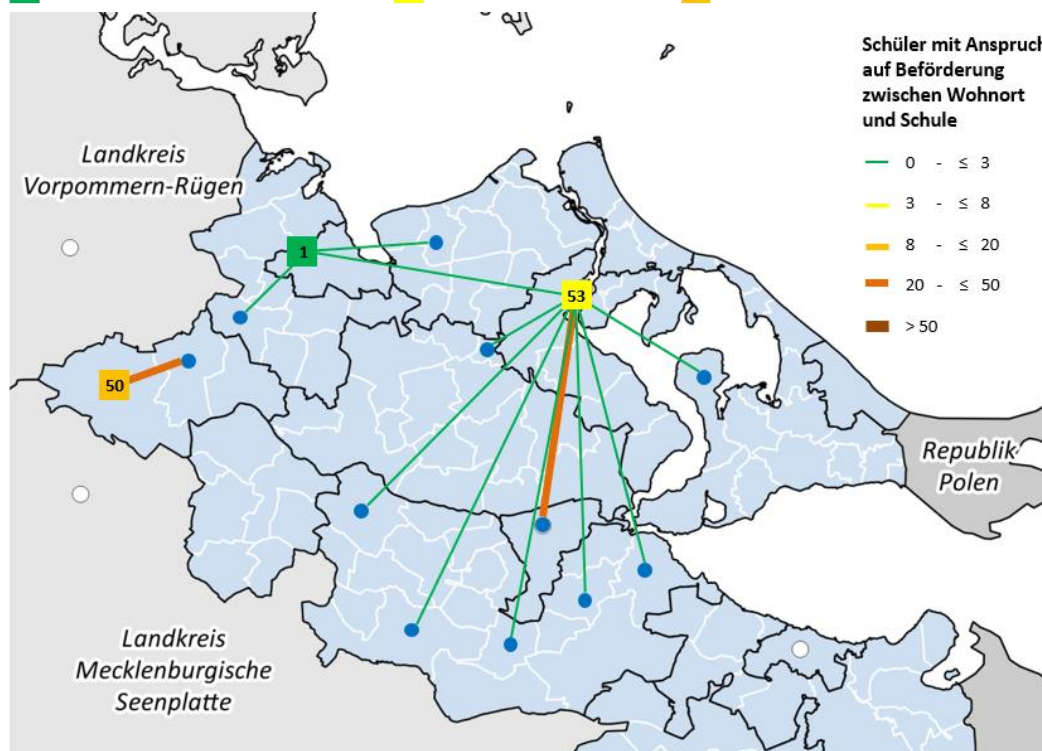 Schüler mit Anspruch
auf Beförderung
zwischen Wohnort
und Schule
0 - ≤ 3
3 - ≤ 8
8 - ≤ 20
20 - ≤ 50
> 50
Landkreis
Vorpommern-Rügen
1
53
50
Republik
Polen
Landkreis
Mecklenburgische
Seenplatte